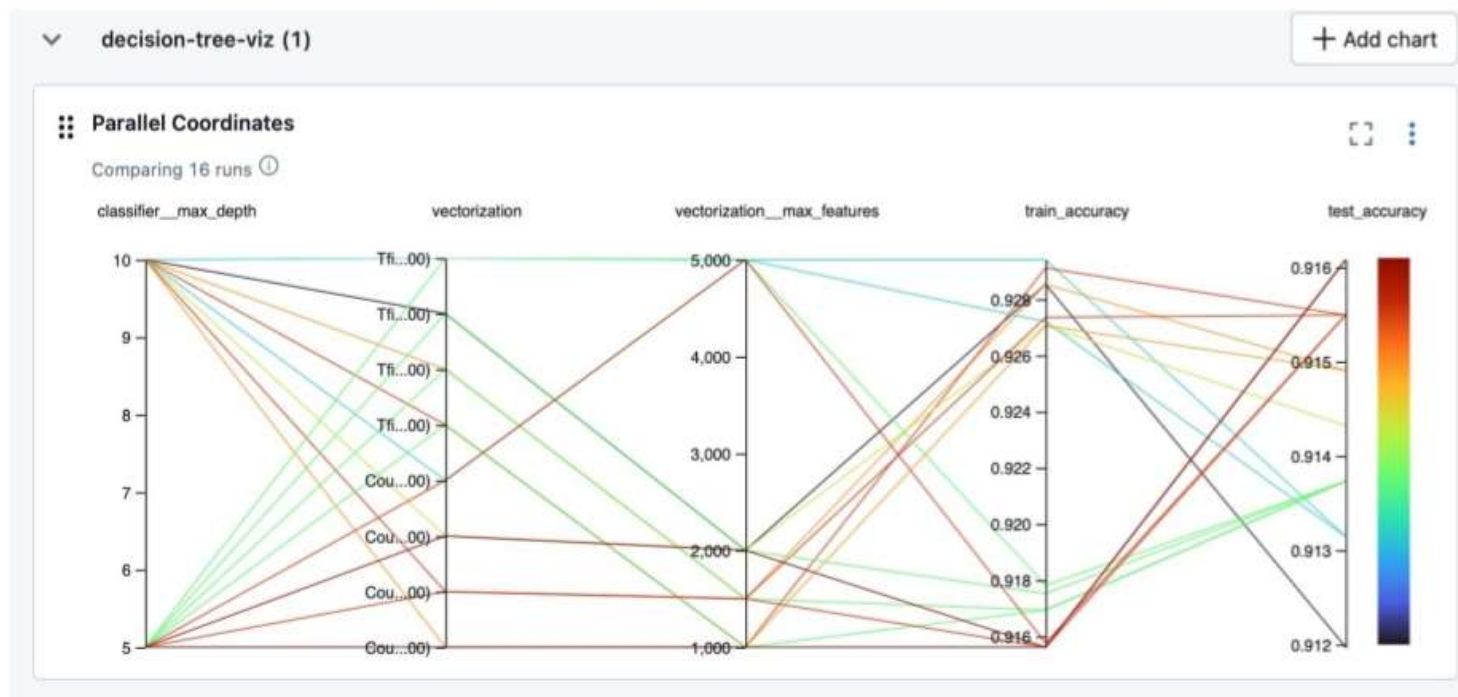 decision-tree-viz (1)
+ Add chart
Parallel Coordinates
Comparing 16 runs
classifier__max_depth
vectorization
vectorization__max_features
train_accuracy
test_accuracy
10
9
8
7
6
5
Tfi...00)
Tfi...00)
Tfi...00)
Tfi...00)
Cou...00)
Cou...00)
Cou...00)
Cou...00)
5,000
4,000
3,000
2,000
1,000
0.928
0.926
0.924
0.922
0.920
0.918
0.916
0.916
0.915
0.914
0.913
0.912